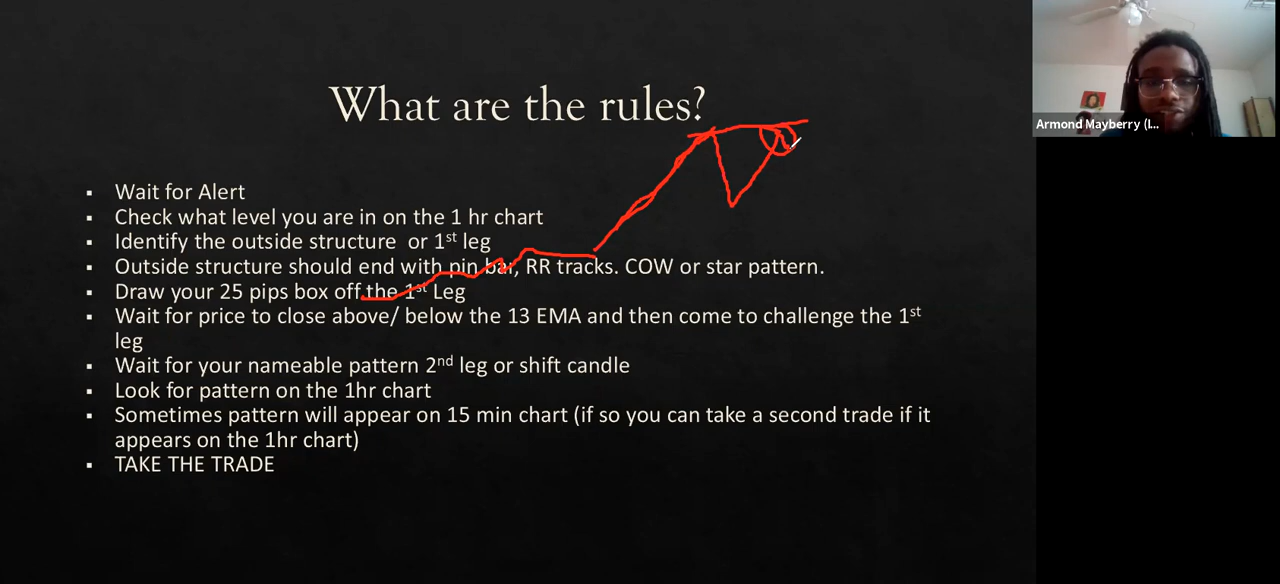 What are the rules?
Armond Mayberry (I...
▪ Wait for Alert
▪ Check what level you are in on the 1 hr chart
▪ Identify the outside structure or 1st leg
▪ Outside structure should end with pin bar, RR tracks. COW or star pattern.
▪ Draw your 25 pips box off the 1st Leg
▪ Wait for price to close above/ below the 13 EMA and then come to challenge the 1st
leg
▪ Wait for your nameable pattern 2nd leg or shift candle
▪ Look for pattern on the 1hr chart
▪ Sometimes pattern will appear on 15 min chart (if so you can take a second trade if it
appears on the 1hr chart)
▪ TAKE THE TRADE